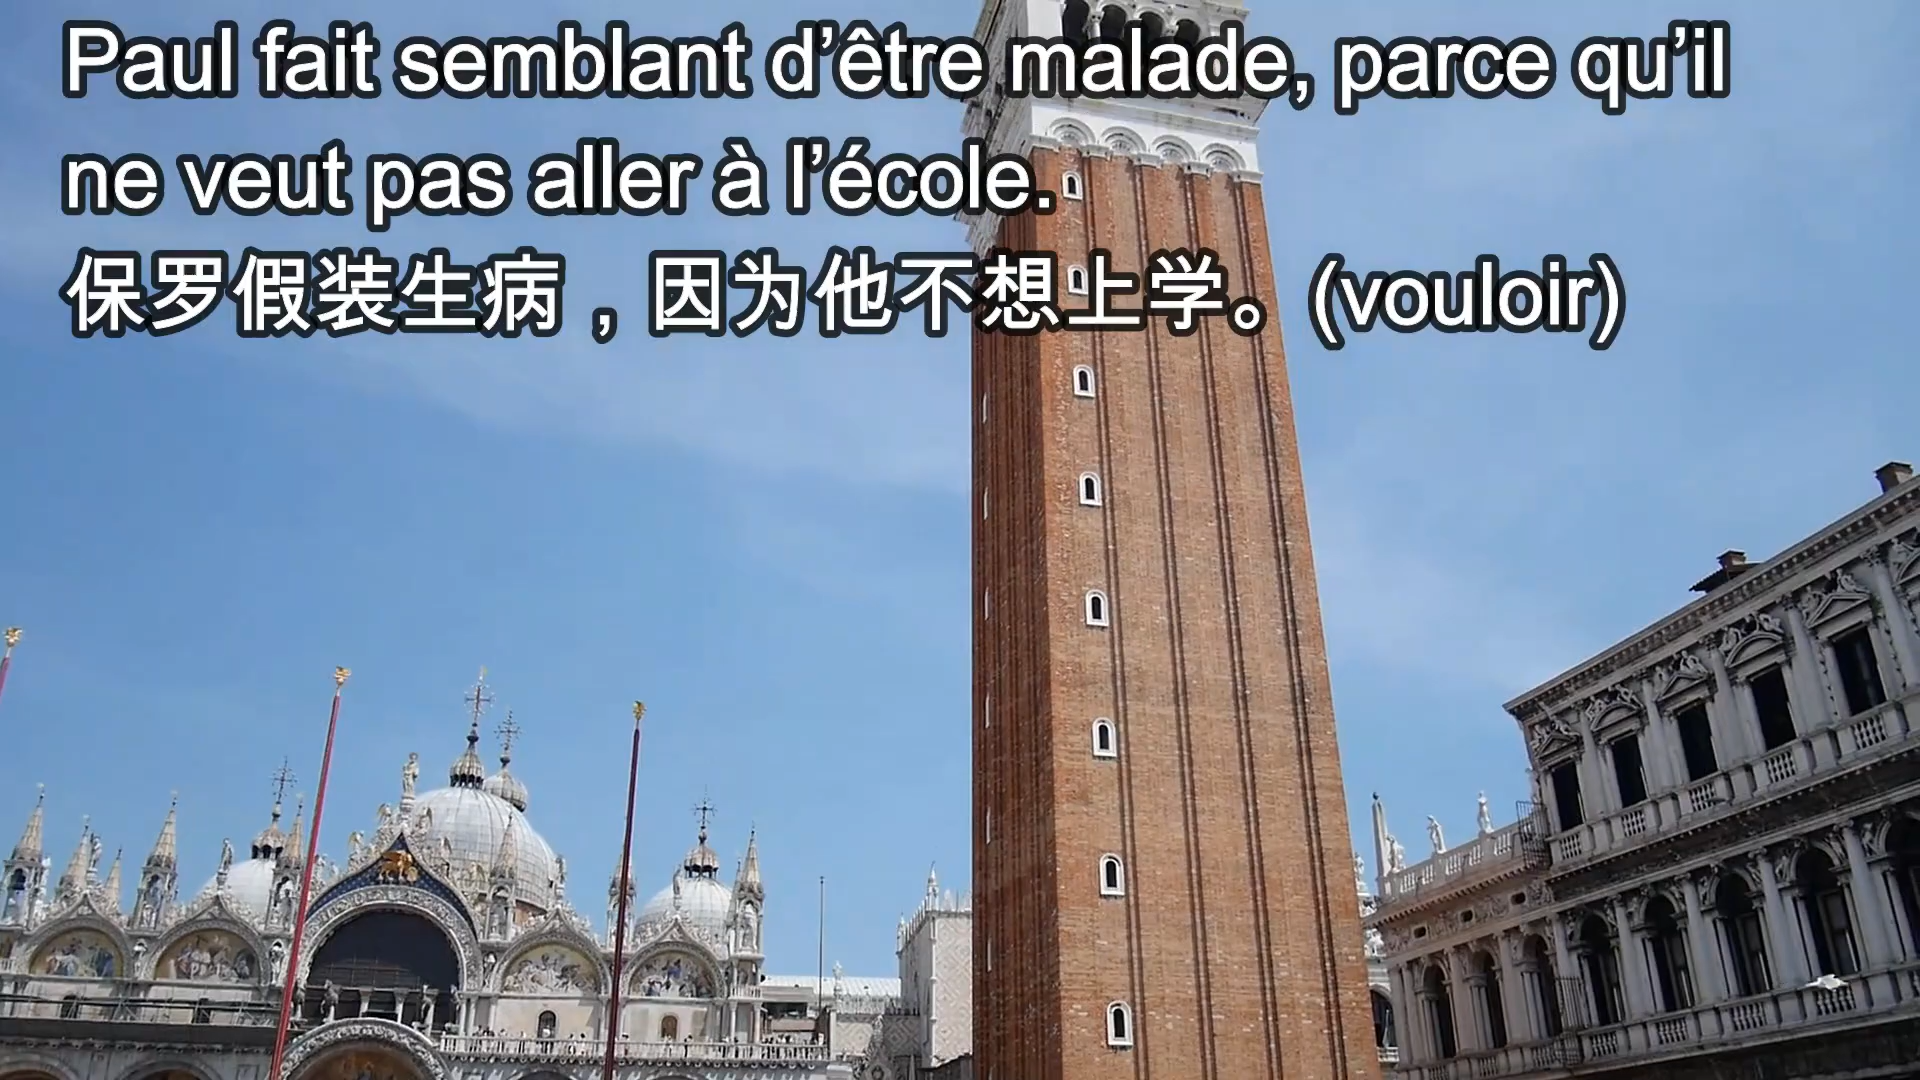 Paul fait semblant d’être malade, parce qu’il
ne veut pas aller à l’école.
保罗假装生病，因为他不想上学。(vouloir)